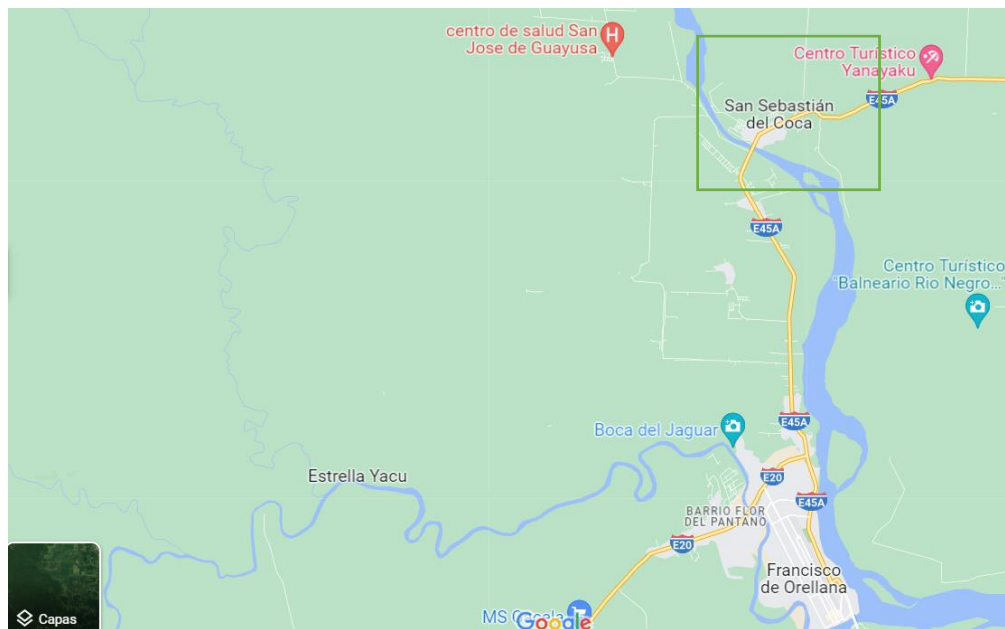 centro de salud San
Jose de Guayusa
H
Centro Turístico
Yanayaku
E45A
San Sebastián
del Coca
E45A
Centro Turístico
"Balneario Rio Negro..."
E45A
Boca del Jaguar
Estrella Yacu
E20
E45A
BARRIO FLOR
DEL PANTANO
E20
Francisco
de Orellana
Capas
MS
Google